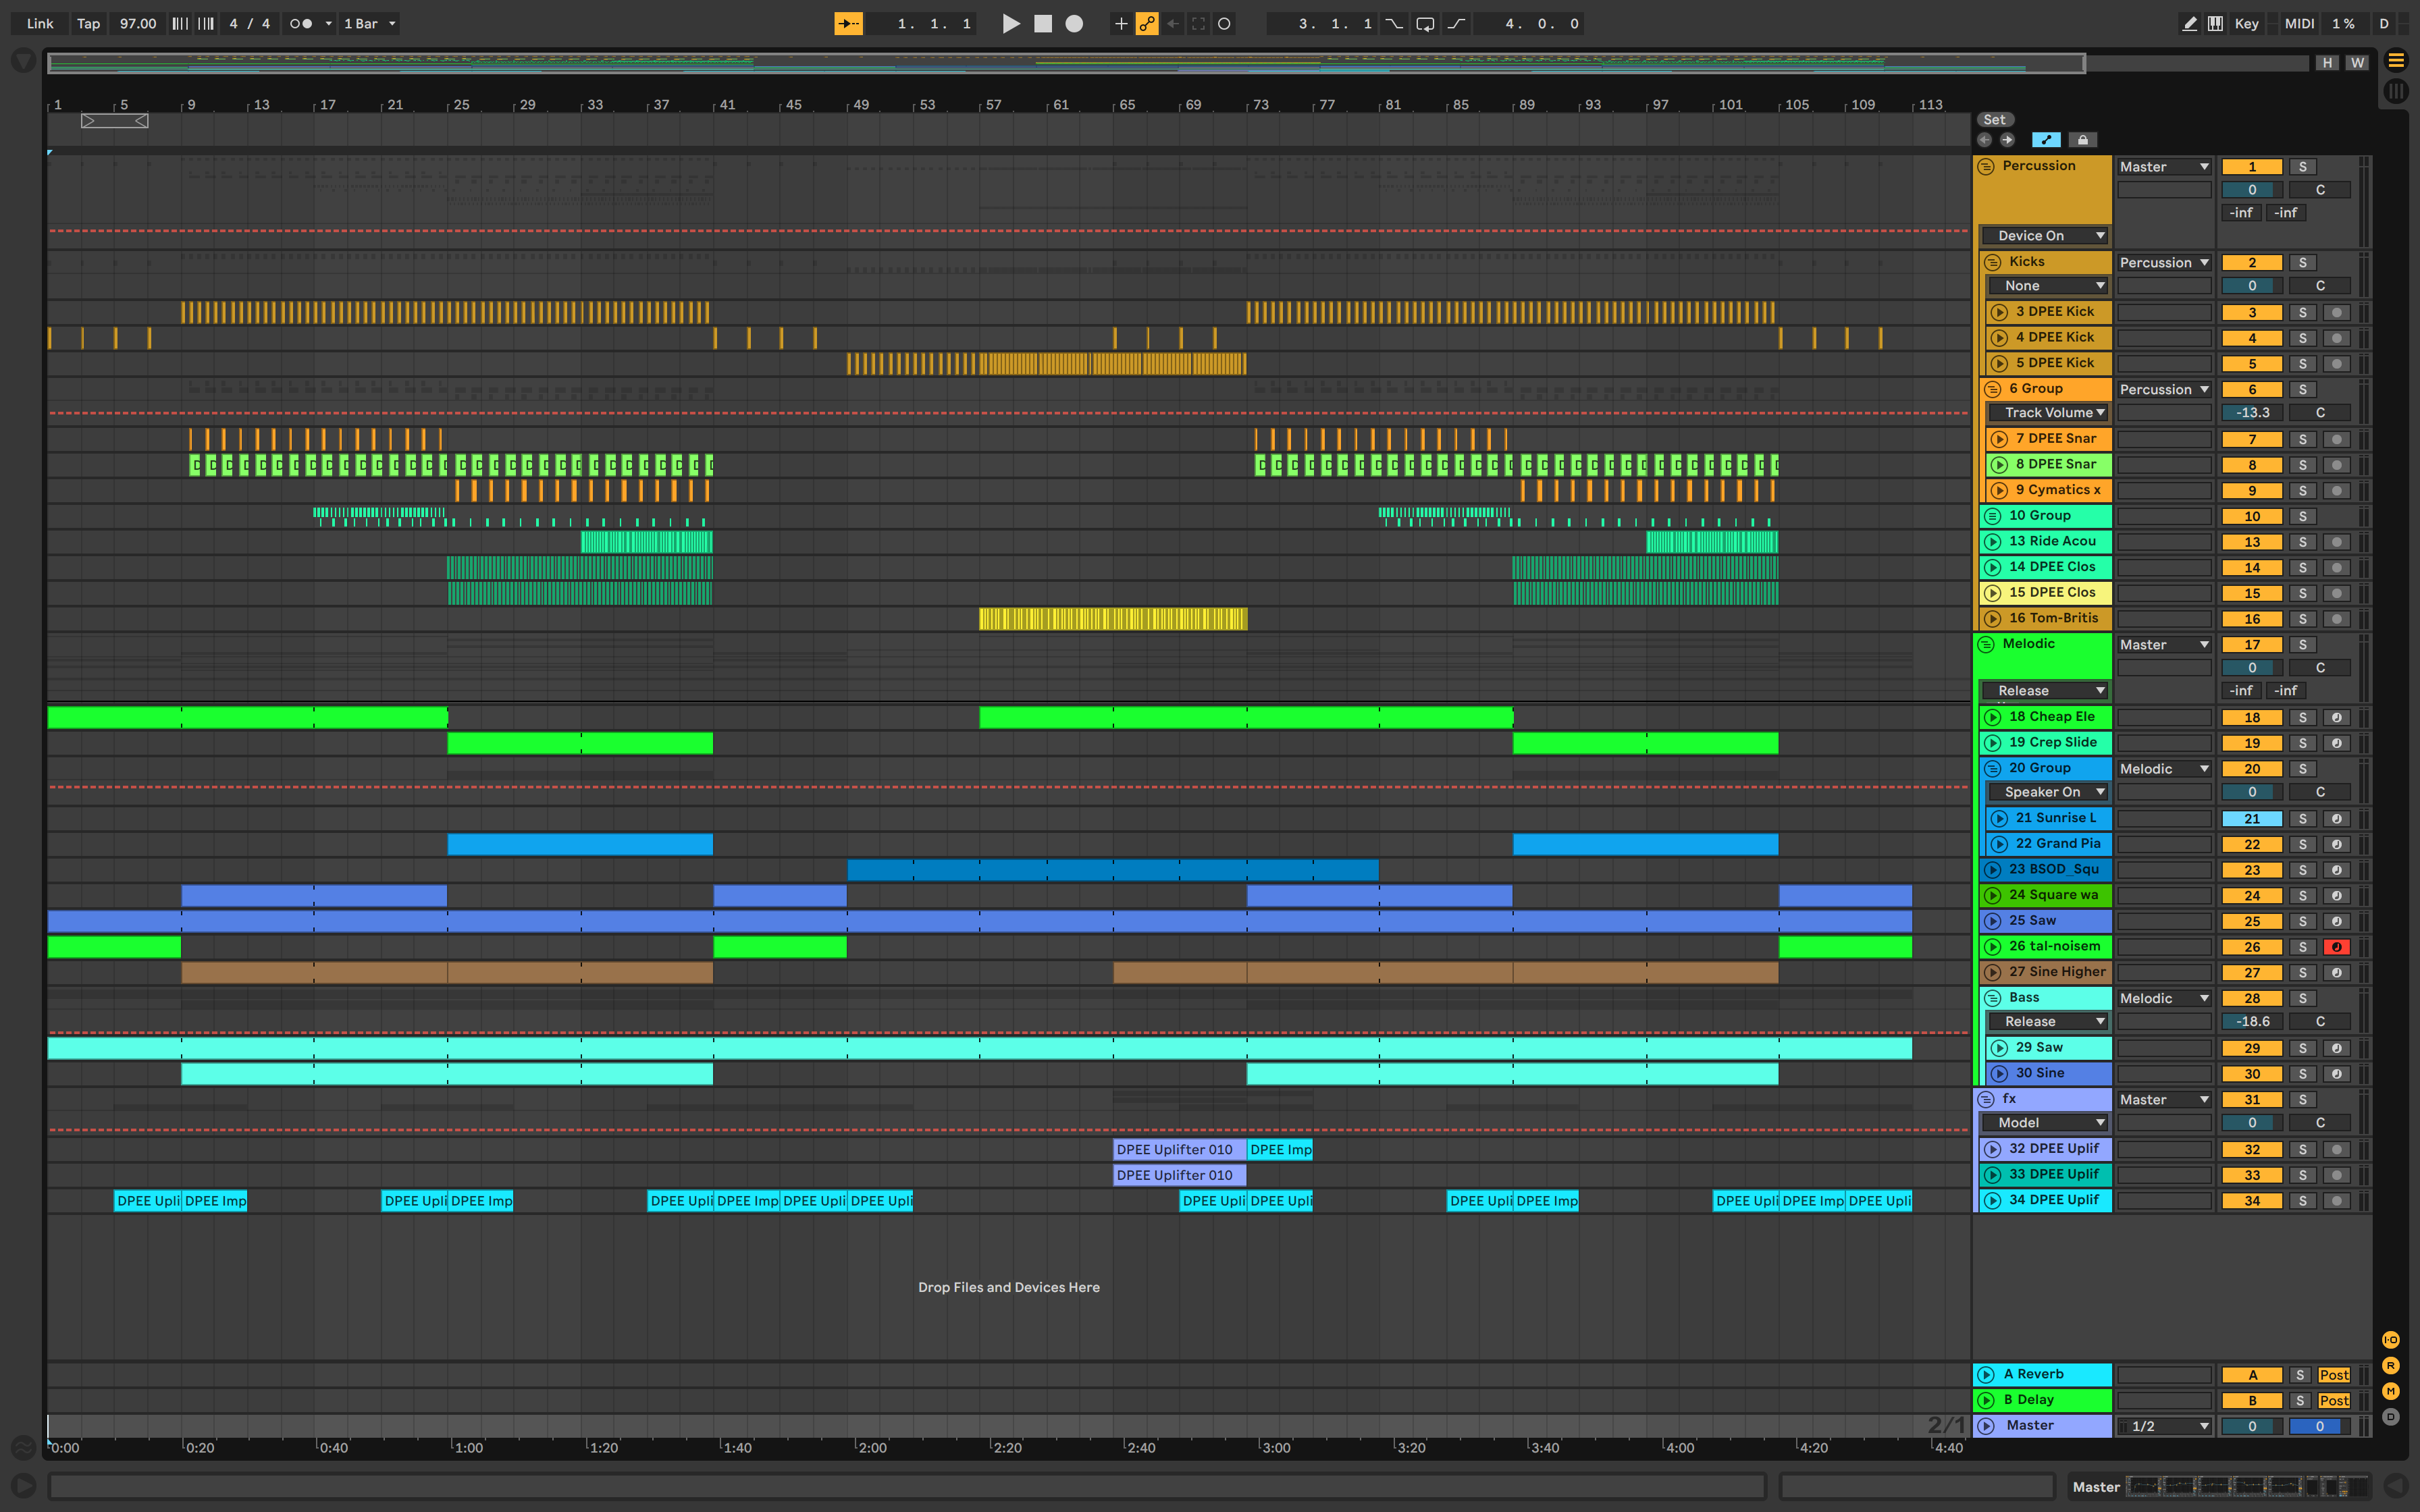 Link Tap 97.00 4 / 4 1 Bar 1. 1. 1 3. 1. 1 4. 0. 0 Key MIDI 1 % D
H W
1 5 9 13 17 21 25 29 33 37 41 45 49 53 57 61 65 69 73 77 81 85 89 93 97 101 105 109 113
Set
Percussion Master 1 S
0 C
-inf -inf
Device On
Kicks Percussion 2 S
None 0 C
3 DPEE Kick 3 S
4 DPEE Kick 4 S
5 DPEE Kick 5 S
6 Group Percussion 6 S
Track Volume -13.3 C
7 DPEE Snar 7 S
8 DPEE Snar 8 S
9 Cymatics x 9 S
10 Group 10 S
13 Ride Acou 13 S
14 DPEE Clos 14 S
15 DPEE Clos 15 S
16 Tom-Britis 16 S
Melodic Master 17 S
0 C
-inf -inf
Release
18 Cheap Ele 18 S
19 Crep Slide 19 S
20 Group Melodic 20 S
Speaker On 0 C
21 Sunrise L 21 S
22 Grand Pia 22 S
23 BSOD_Squ 23 S
24 Square wa 24 S
25 Saw 25 S
26 tal-noisem 26 S
27 Sine Higher 27 S
Bass Melodic 28 S
Release -18.6 C
29 Saw 29 S
30 Sine 30 S
fx Master 31 S
Model 0 C
DPEE Uplifter 010 DPEE Imp 32 DPEE Uplif 32 S
DPEE Uplifter 010 33 DPEE Uplif 33 S
DPEE Upli DPEE Imp DPEE Upli DPEE Imp DPEE Upli DPEE Imp DPEE Upli DPEE Upli DPEE Upli DPEE Upli DPEE Upli DPEE Imp DPEE Upli DPEE Imp DPEE Upli 34 DPEE Uplif 34 S
Drop Files and Devices Here
I·O
R
M
D
A Reverb A S Post
B Delay B S Post
2/1 Master 1/2 0 0
0:00 0:20 0:40 1:00 1:20 1:40 2:00 2:20 2:40 3:00 3:20 3:40 4:00 4:20 4:40
Master